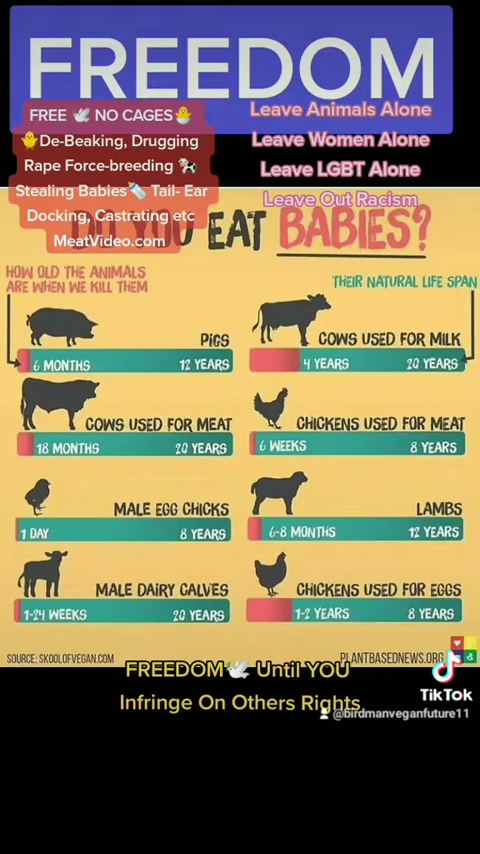 FREEDOM
FREE 🕊 NO CAGES🐣
🐥De-Beaking, Drugging
Rape Force-breeding 🐄
Stealing Babies🍼 Tail- Ear
Docking, Castrating etc
MeatVideo.com
Leave Animals Alone
Leave Women Alone
Leave LGBT Alone
Leave Out Racism
DO YOU EAT BABIES?
HOW OLD THE ANIMALS
ARE WHEN WE KILL THEM
THEIR NATURAL LIFE SPAN
PIGS
6 MONTHS 12 YEARS
COWS USED FOR MILK
4 YEARS 20 YEARS
COWS USED FOR MEAT
18 MONTHS 20 YEARS
CHICKENS USED FOR MEAT
6 WEEKS 8 YEARS
MALE EGG CHICKS
1 DAY 8 YEARS
LAMBS
6-8 MONTHS 12 YEARS
MALE DAIRY CALVES
1-24 WEEKS 20 YEARS
CHICKENS USED FOR EGGS
1-2 YEARS 8 YEARS
SOURCE: SKOOLOFVEGAN.COM
PLANTBASEDNEWS.ORG
FREEDOM🕊 Until YOU
Infringe On Others Rights
TikTok
@birdmanveganfuture11